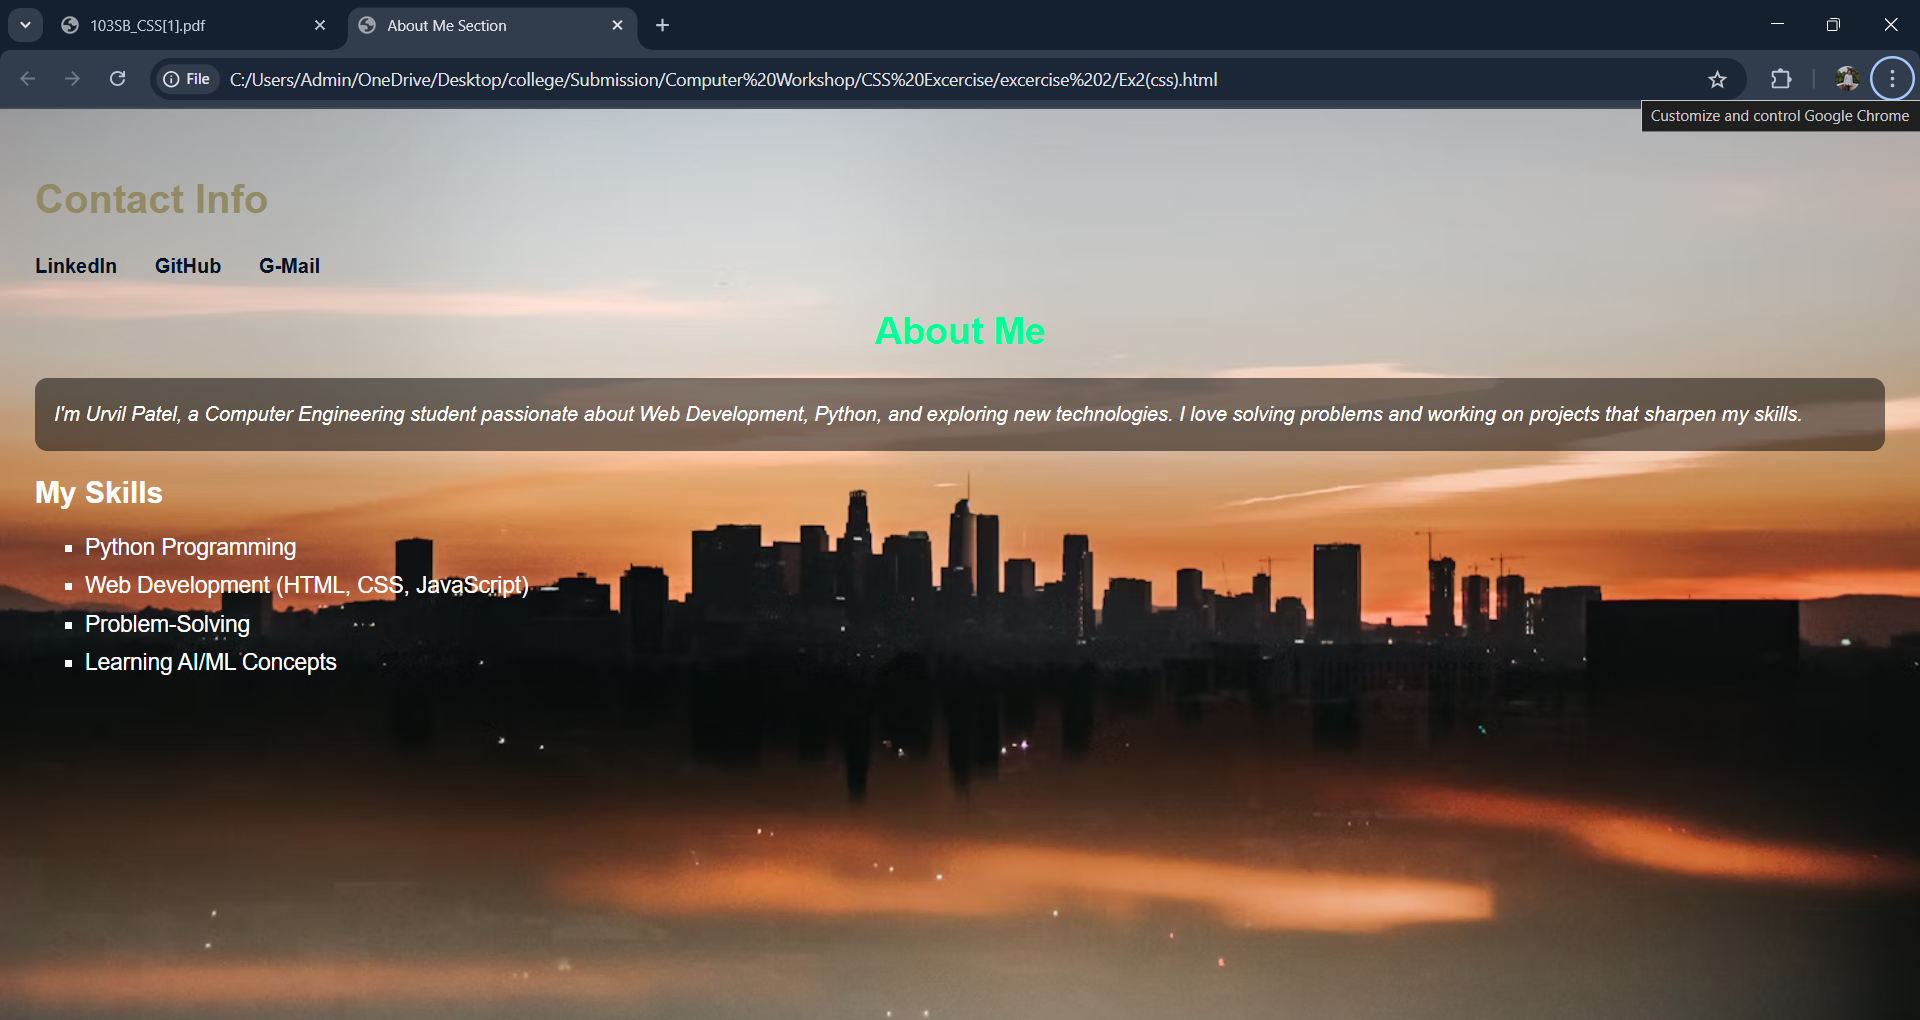 103SB_CSS[1].pdf
About Me Section
File
C:/Users/Admin/OneDrive/Desktop/college/Submission/Computer%20Workshop/CSS%20Excercise/excercise%202/Ex2(css).html
Customize and control Google Chrome
Contact Info
LinkedIn GitHub G-Mail
About Me
I'm Urvil Patel, a Computer Engineering student passionate about Web Development, Python, and exploring new technologies. I love solving problems and working on projects that sharpen my skills.
My Skills
Python Programming
Web Development (HTML, CSS, JavaScript)
Problem-Solving
Learning AI/ML Concepts